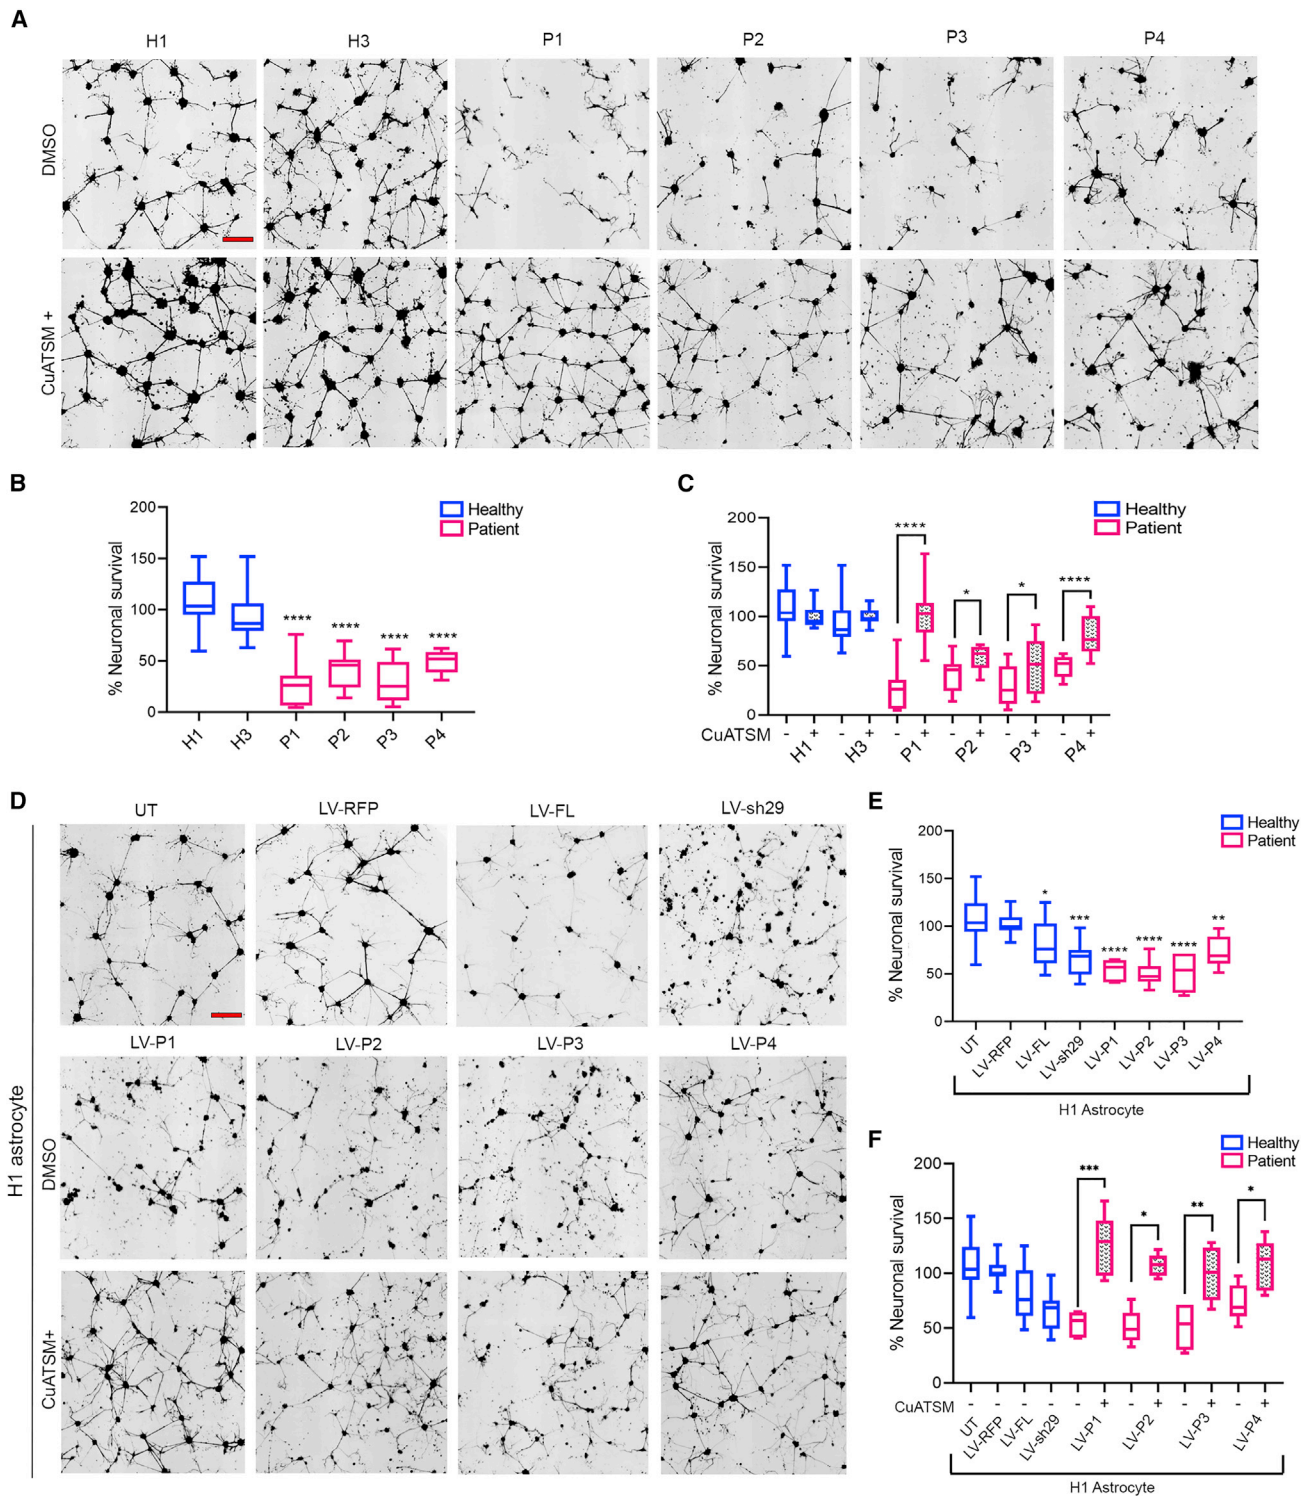 A
H1 H3 P1 P2 P3 P4
DMSO
CuATSM +
B
% Neuronal survival
200
150
100
50
0
Healthy
Patient
**** **** **** ****
H1 H3 P1 P2 P3 P4
C
% Neuronal survival
200
150
100
50
0
Healthy
Patient
**** * * ****
CuATSM - + - + - + - + - + - +
H1 H3 P1 P2 P3 P4
D
UT LV-RFP LV-FL LV-sh29
H1 astrocyte
LV-P1 LV-P2 LV-P3 LV-P4
DMSO
CuATSM+
E
% Neuronal survival
200
150
100
50
0
Healthy
Patient
* *** **** **** **** **
UT LV-RFP LV-FL LV-sh29 LV-P1 LV-P2 LV-P3 LV-P4
H1 Astrocyte
F
% Neuronal survival
200
150
100
50
0
Healthy
Patient
*** * ** *
CuATSM - - - - - + - + - + - +
UT LV-RFP LV-FL LV-sh29 LV-P1 LV-P2 LV-P3 LV-P4
H1 Astrocyte